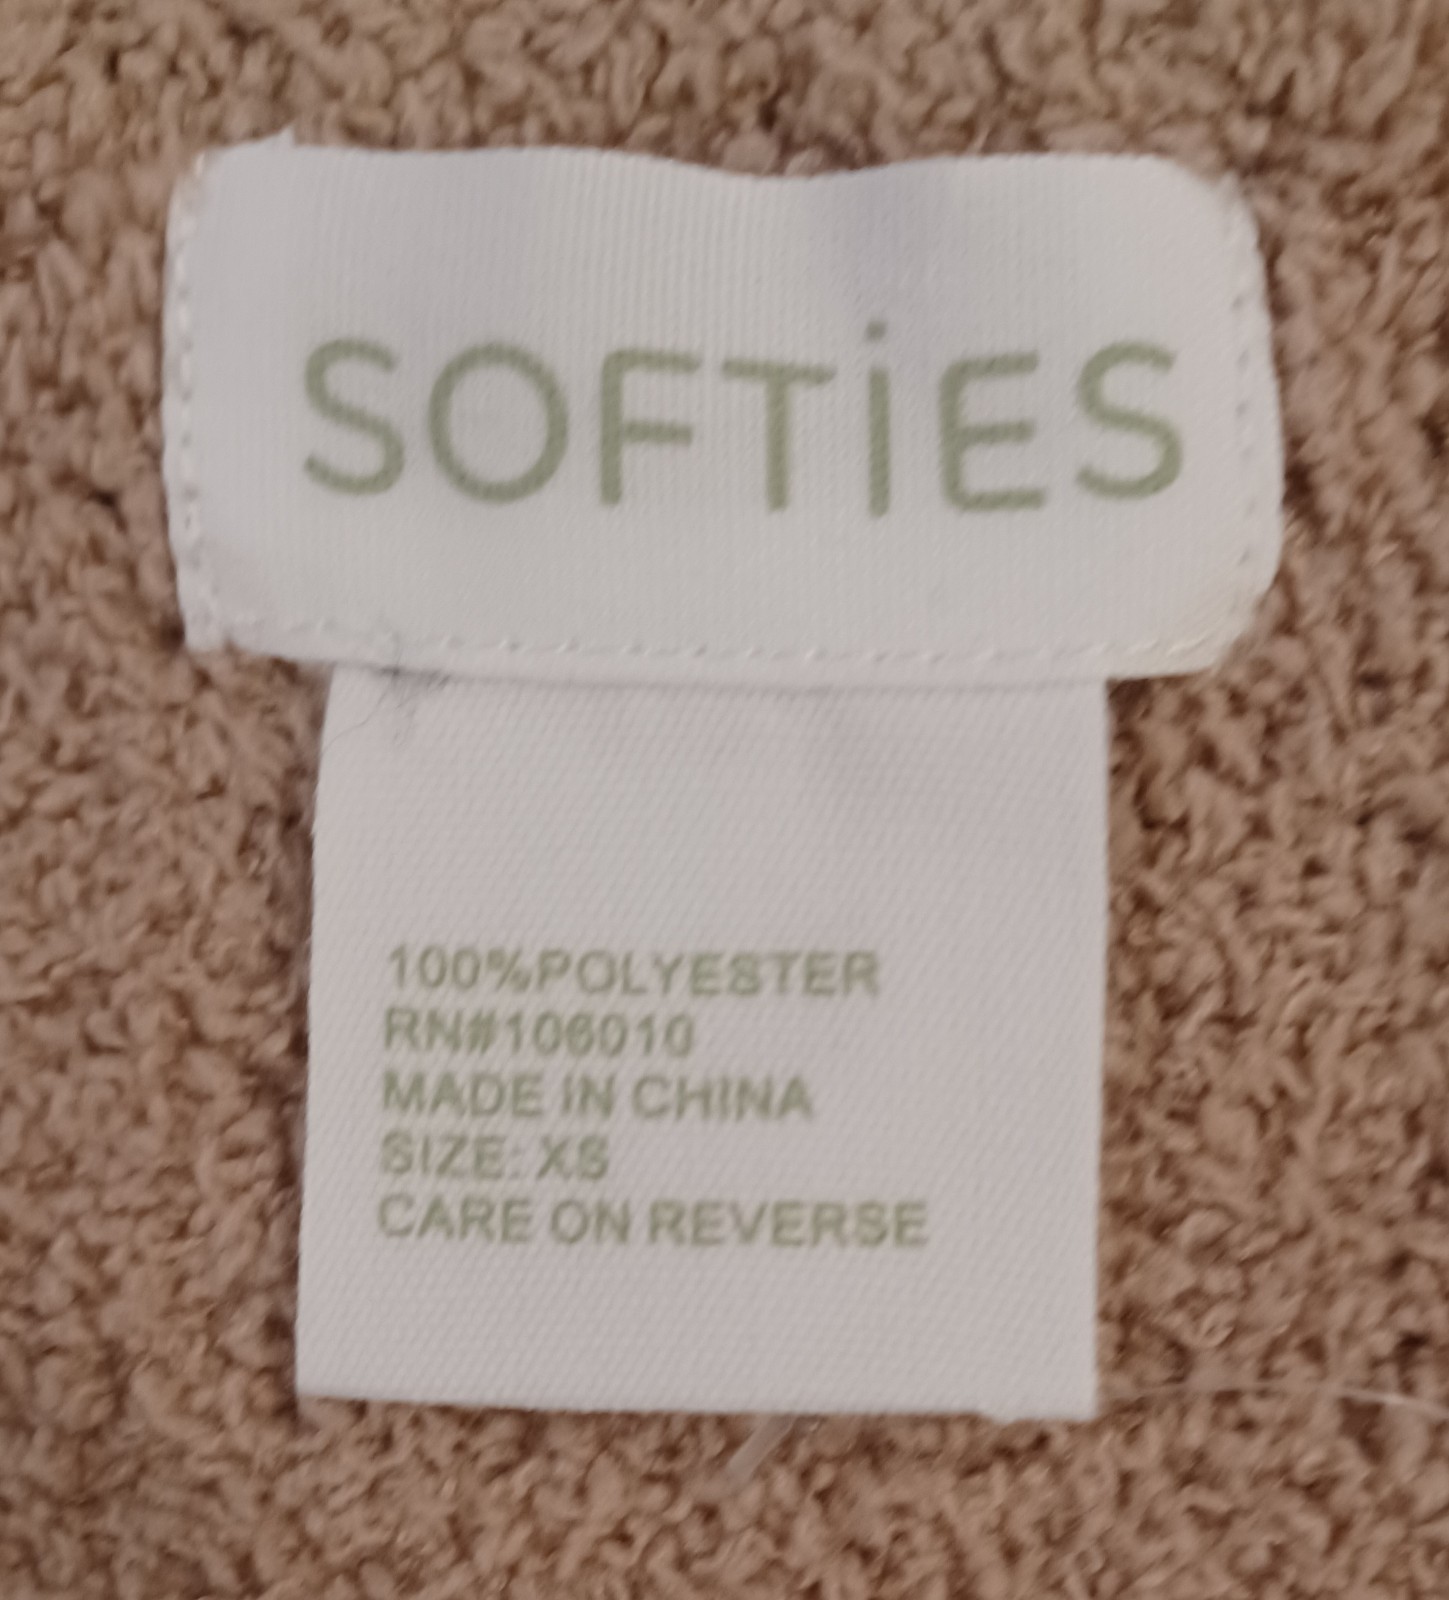 SOFTiES
100%POLYESTER
RN#106010
MADE IN CHINA
SIZE: XS
CARE ON REVERSE